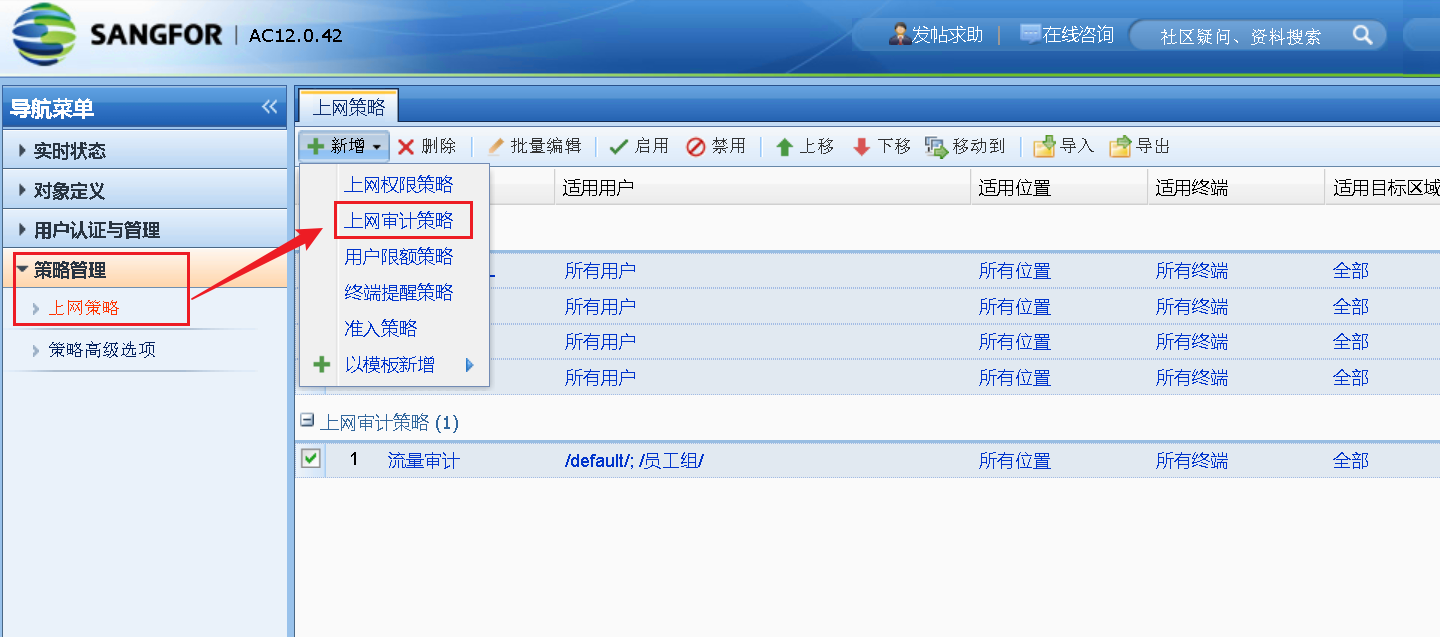 SANGFOR | AC12.0.42
发帖求助 | 在线咨询 社区疑问、资料搜索
导航菜单
实时状态
对象定义
用户认证与管理
策略管理
上网策略
策略高级选项
上网策略
新增 删除 批量编辑 启用 禁用 上移 下移 移动到 导入 导出
适用用户 适用位置 适用终端 适用目标区域
上网权限策略
上网审计策略
用户限额策略
终端提醒策略
准入策略
以模板新增
所有用户 所有位置 所有终端 全部
所有用户 所有位置 所有终端 全部
所有用户 所有位置 所有终端 全部
所有用户 所有位置 所有终端 全部
上网审计策略 (1)
1 流量审计 /default/; /员工组/ 所有位置 所有终端 全部